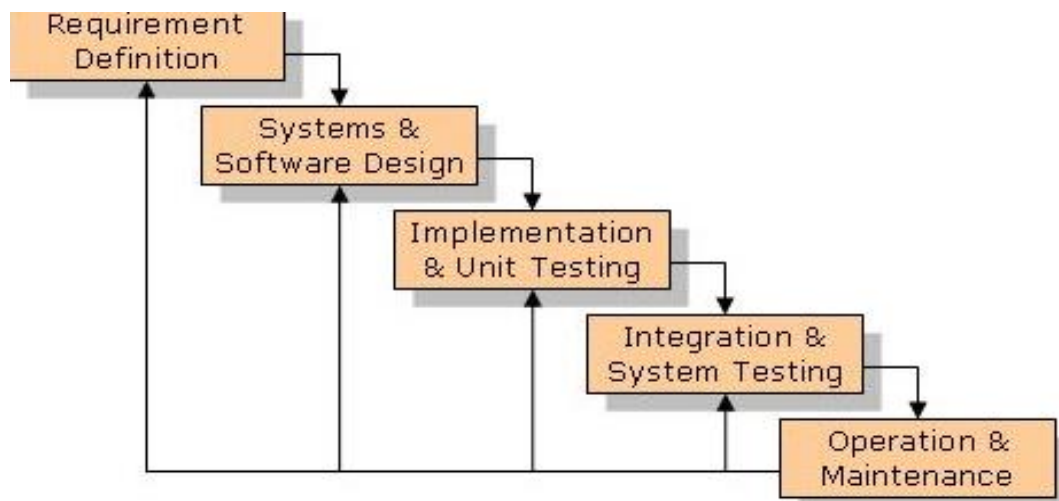 Requirement
Definition
Systems &
Software Design
Implementation
& Unit Testing
Integration &
System Testing
Operation &
Maintenance